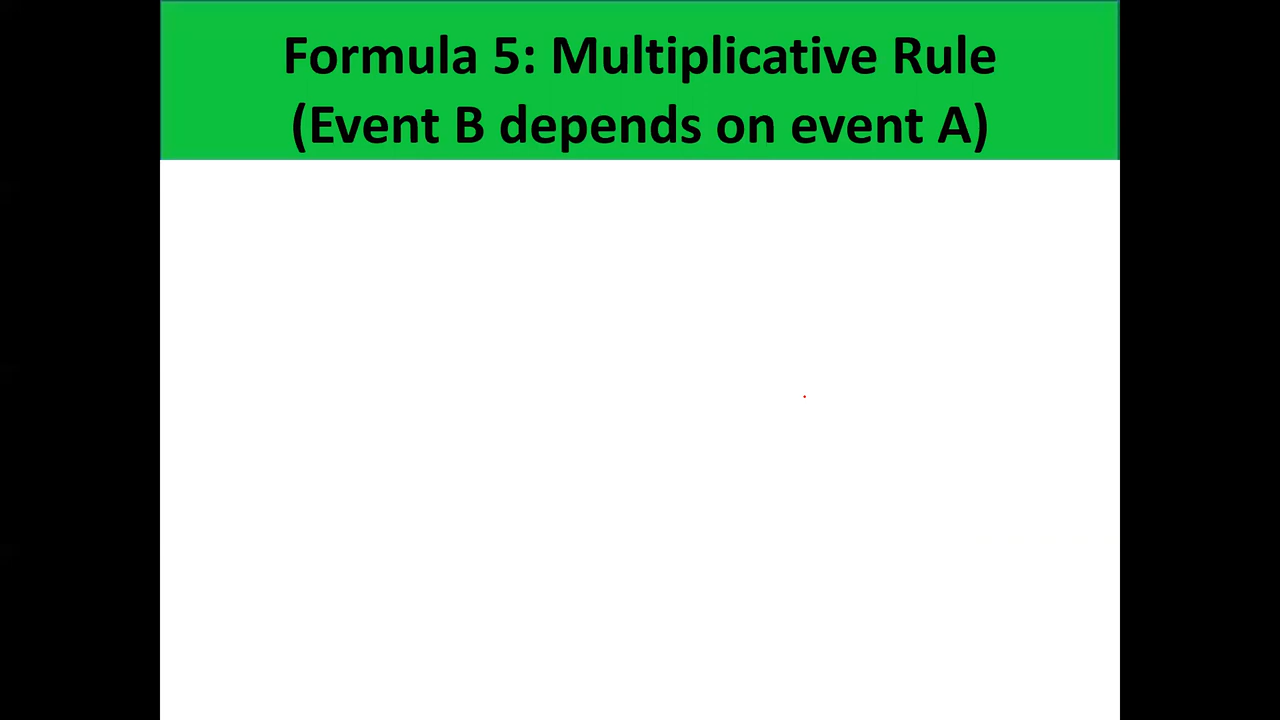 Formula 5: Multiplicative Rule
(Event B depends on event A)